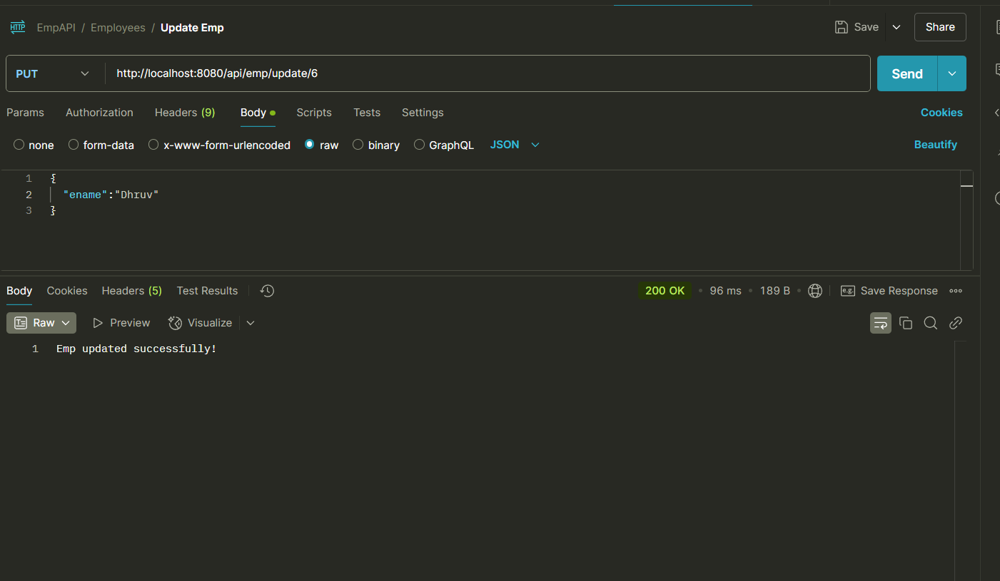 HTTP EmpAPI / Employees / Update Emp Save Share
PUT http://localhost:8080/api/emp/update/6 Send
Params Authorization Headers (9) Body Scripts Tests Settings Cookies
none form-data x-www-form-urlencoded raw binary GraphQL JSON Beautify
1 {
2 "ename":"Dhruv"
3 }
Body Cookies Headers (5) Test Results 200 OK • 96 ms • 189 B • e.g. Save Response
Raw Preview Visualize
1 Emp updated successfully!